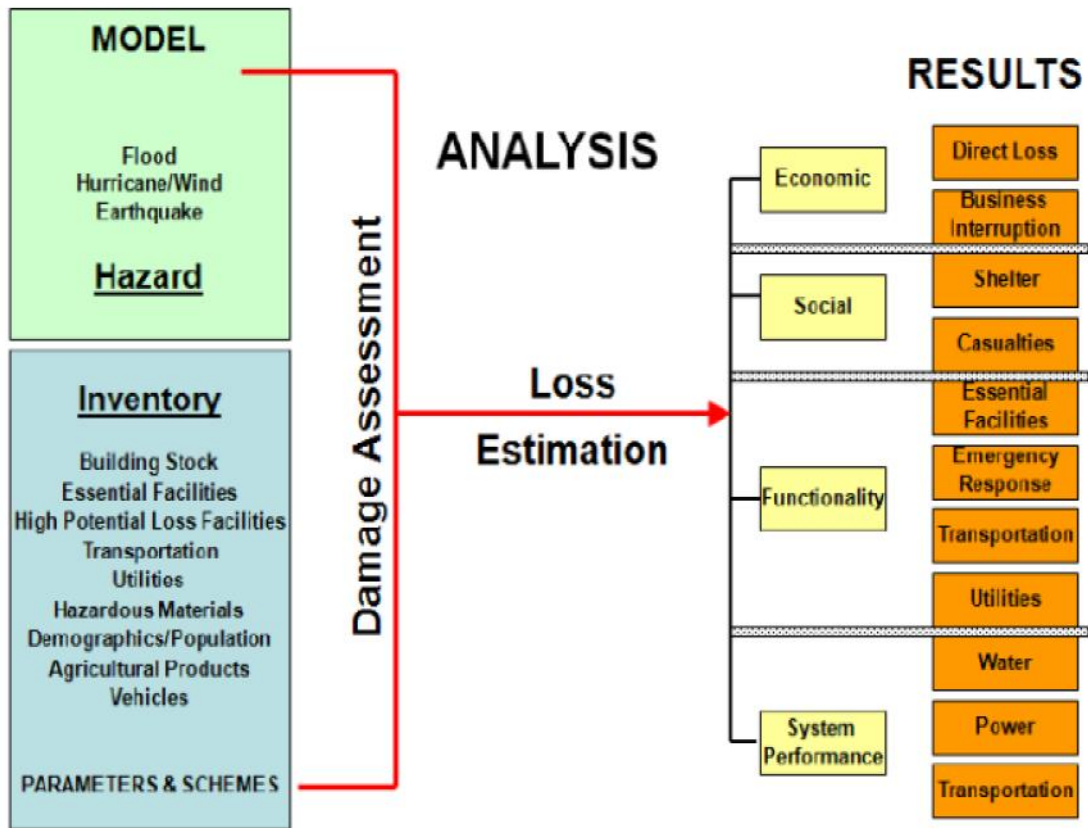 MODEL
Flood
Hurricane/Wind
Earthquake
Hazard
Inventory
Building Stock
Essential Facilities
High Potential Loss Facilities
Transportation
Utilities
Hazardous Materials
Demographics/Population
Agricultural Products
Vehicles
PARAMETERS & SCHEMES
Damage Assessment
ANALYSIS
Loss
Estimation
Economic
Social
Functionality
System
Performance
RESULTS
Direct Loss
Business
Interruption
Shelter
Casualties
Essential
Facilities
Emergency
Response
Transportation
Utilities
Water
Power
Transportation